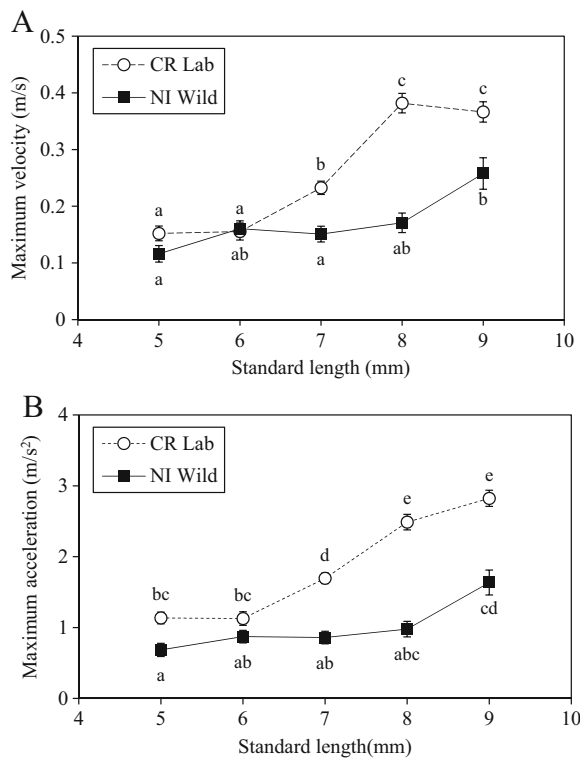 A
0.5
CR Lab
NI Wild
c
c
0.4
0.3
b
a
a
0.2
b
0.1
ab
ab
a
a
0
4
5
6
7
8
9
10
Maximum velocity (m/s)
Standard length (mm)
B
4
CR Lab
NI Wild
e
e
3
d
2
bc
bc
1
cd
abc
ab
ab
a
0
4
5
6
7
8
9
10
Maximum acceleration (m/s²)
Standard length(mm)